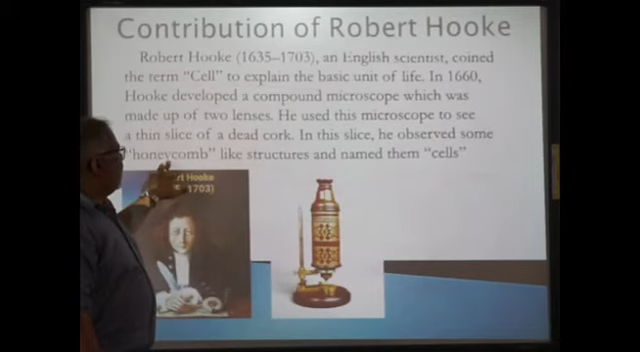 Contribution of Robert Hooke
Robert Hooke (1635–1703), an English scientist, coined
the term “Cell” to explain the basic unit of life. In 1660,
Hooke developed a compound microscope which was
made up of two lenses. He used this microscope to see
a thin slice of a dead cork. In this slice, he observed some
“honeycomb” like structures and named them “cells”
Hooke
1703)